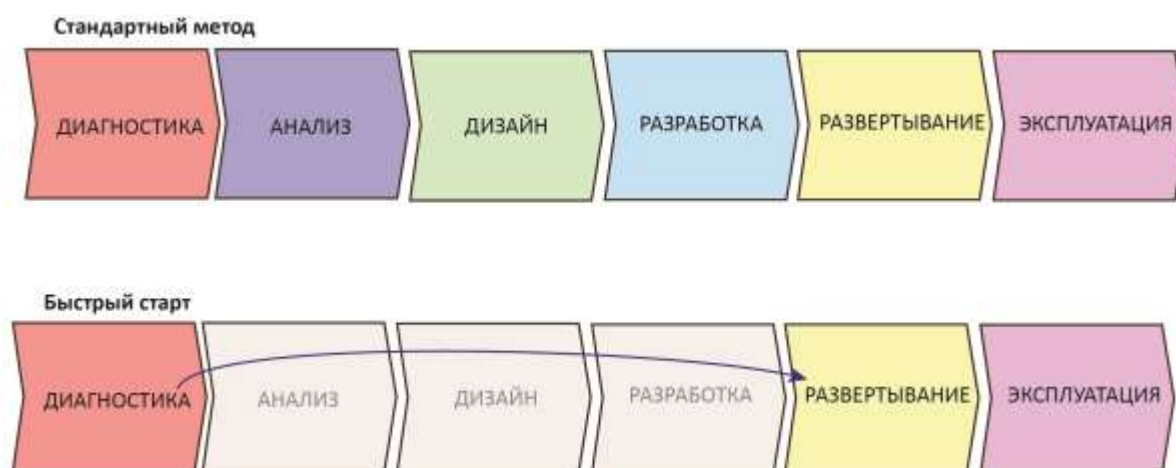 Стандартный метод
ДИАГНОСТИКА
АНАЛИЗ
ДИЗАЙН
РАЗРАБОТКА
РАЗВЕРТЫВАНИЕ
ЭКСПЛУАТАЦИЯ
Быстрый старт
ДИАГНОСТИКА
АНАЛИЗ
ДИЗАЙН
РАЗРАБОТКА
РАЗВЕРТЫВАНИЕ
ЭКСПЛУАТАЦИЯ